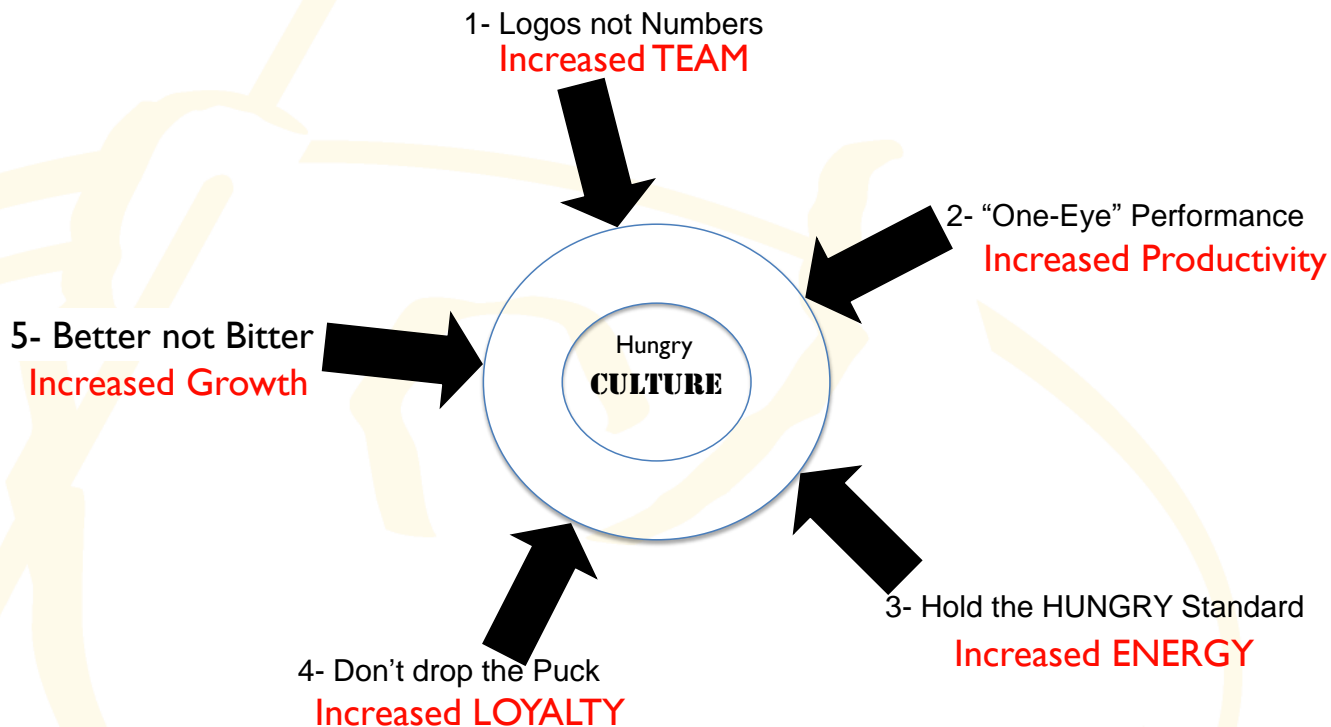 1- Logos not Numbers
Increased TEAM
2- “One-Eye” Performance
Increased Productivity
3- Hold the HUNGRY Standard
Increased ENERGY
4- Don’t drop the Puck
Increased LOYALTY
5- Better not Bitter
Increased Growth
Hungry
CULTURE